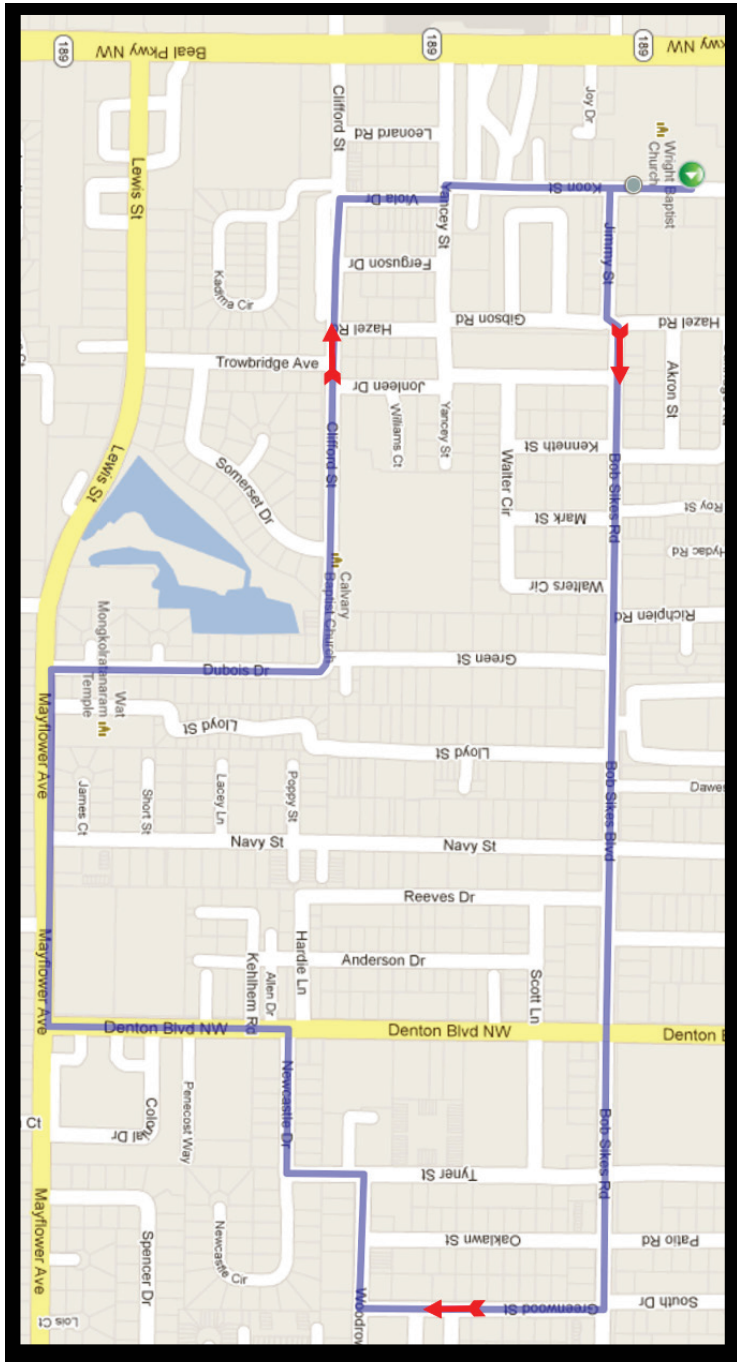 189
189
189
Beal Pkwy NW
Pkwy NW
Joy Dr
Clifford St
Leonard Rd
Wright Baptist
Church
Lewis St
Koon St
Viola Dr
Yancey St
Jimmy St
Ferguson Dr
Kadima Cir
Hazel Rd
Gibson Rd
Hazel Rd
Trowbridge Ave
Jonleen Dr
Akron St
Williams Ct
Yancey St
Clifford St
Walter Cir
Kenneth St
Bob Sikes Rd
Lewis St
Somerset Dr
Mark St
Roy St
Hydac Rd
Calvary
Baptist Church
Walters Cir
Richpien Rd
Wat
Mongkolratanaram
Temple
Dubois Dr
Green St
Mayflower Ave
Lloyd St
Lloyd St
James Ct
Short St
Lacey Ln
Poppy St
Bob Sikes Blvd
Navy St
Navy St
Reeves Dr
Mayflower Ave
Kehlhem Rd
Allen Dr
Hardie Ln
Anderson Dr
Scott Ln
Denton Blvd NW
Denton Blvd NW
Denton B
Newcastle Dr
Penecost Way
Colonial Dr
Ct
Bob Sikes Rd
Tyner St
Mayflower Ave
Spencer Dr
Newcastle Cir
Oaklawn St
Patio Rd
Woodrow
Greenwood St
South Dr
Lois Ct